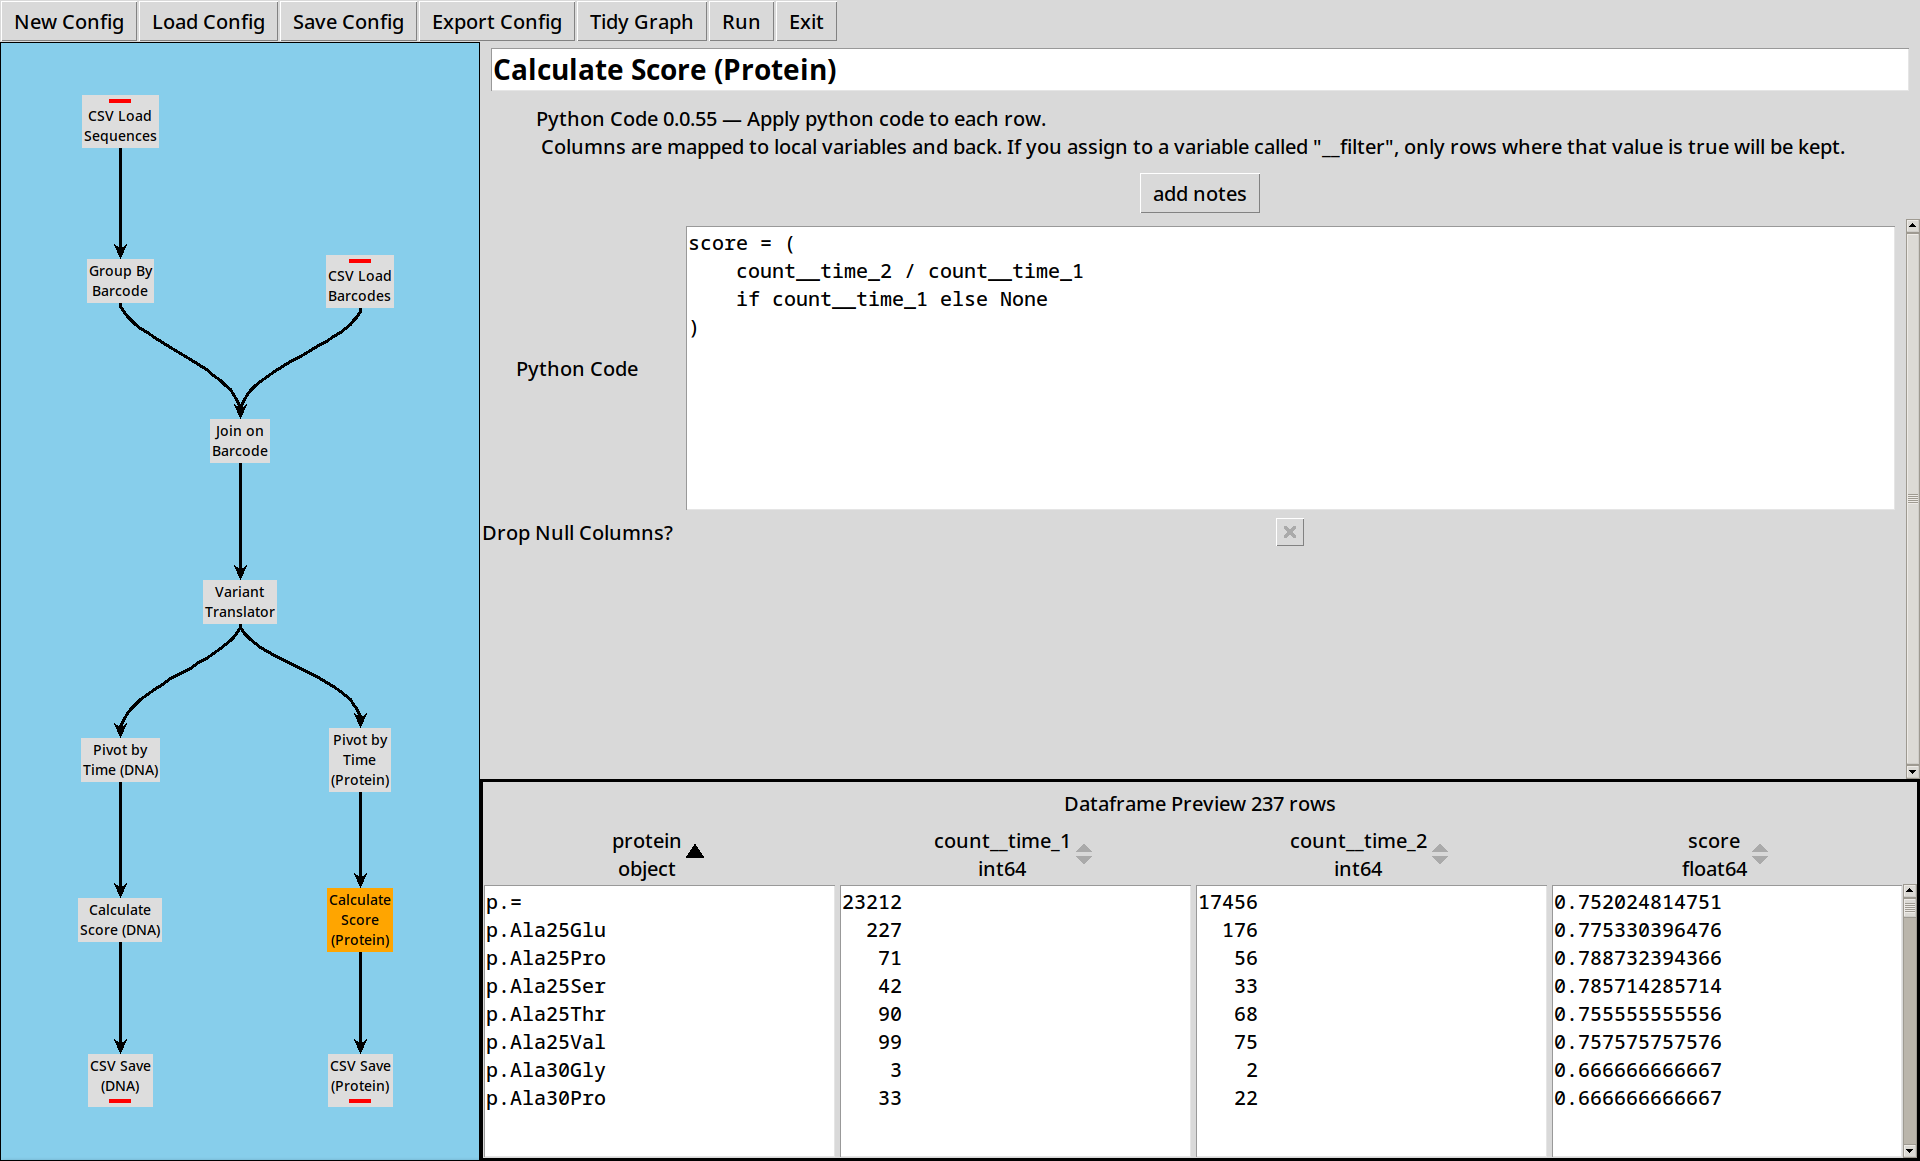 New Config
Load Config
Save Config
Export Config
Tidy Graph
Run
Exit
CSV Load
Sequences
Group By
Barcode
CSV Load
Barcodes
Join on
Barcode
Variant
Translator
Pivot by
Time (DNA)
Pivot by
Time
(Protein)
Calculate
Score (DNA)
Calculate
Score
(Protein)
CSV Save
(DNA)
CSV Save
(Protein)
Calculate Score (Protein)
Python Code 0.0.55 — Apply python code to each row.
Columns are mapped to local variables and back. If you assign to a variable called "__filter", only rows where that value is true will be kept.
add notes
Python Code
score = (
    count__time_2 / count__time_1
    if count__time_1 else None
)
Drop Null Columns?
Dataframe Preview 237 rows
protein count__time_1 count__time_2 score
object int64 int64 float64
p.= 23212 17456 0.752024814751
p.Ala25Glu 227 176 0.775330396476
p.Ala25Pro 71 56 0.788732394366
p.Ala25Ser 42 33 0.785714285714
p.Ala25Thr 90 68 0.755555555556
p.Ala25Val 99 75 0.757575757576
p.Ala30Gly 3 2 0.666666666667
p.Ala30Pro 33 22 0.666666666667